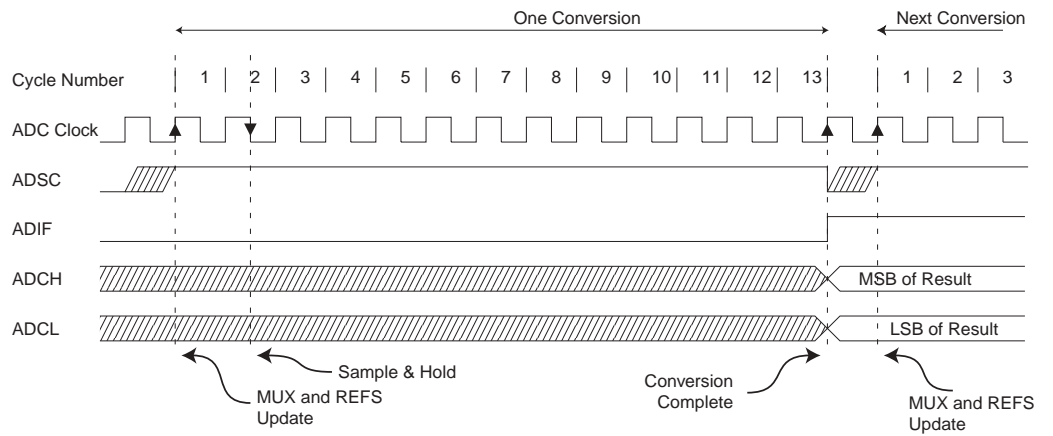 One Conversion
Next Conversion
Cycle Number 1 2 3 4 5 6 7 8 9 10 11 12 13 1 2 3
ADC Clock
ADSC
ADIF
ADCH
MSB of Result
ADCL
LSB of Result
Sample & Hold
MUX and REFS
Update
Conversion
Complete
MUX and REFS
Update